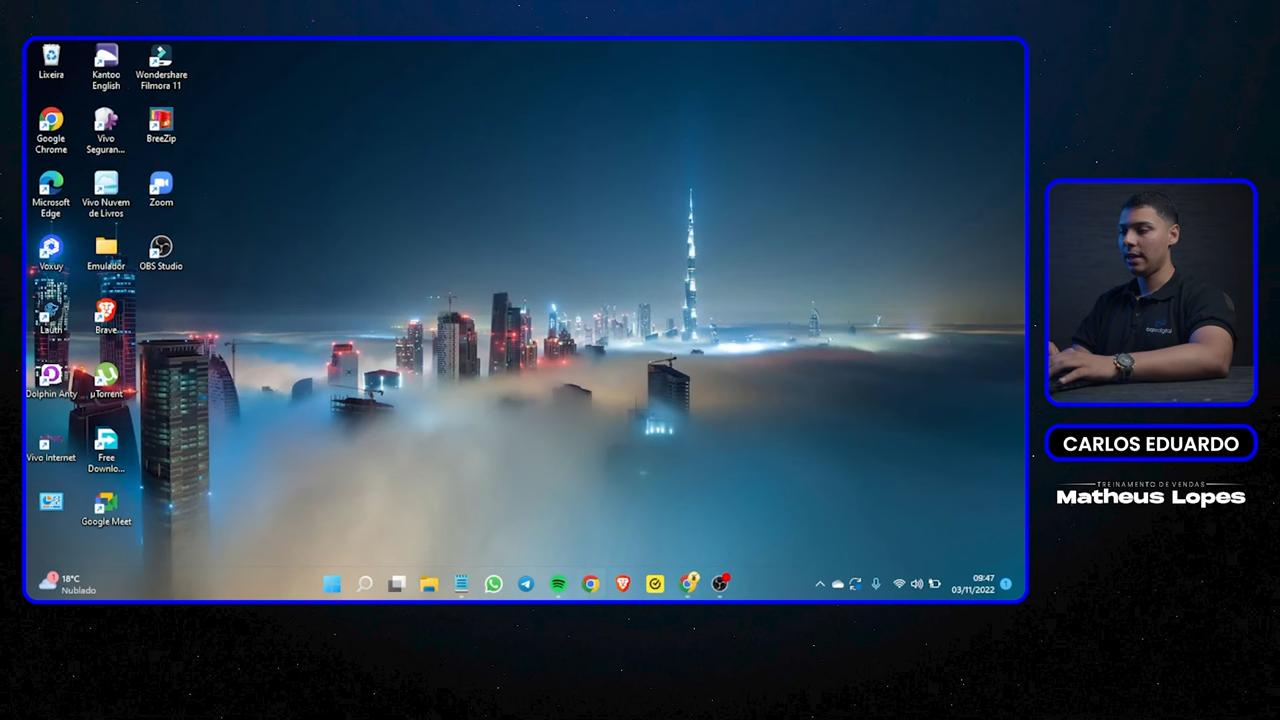 Lixeira
Kantoo
English
Wondershare
Filmora 11
Google
Chrome
Vivo
Seguran...
BreeZip
Microsoft
Edge
Vivo Nuvem
de Livros
Zoom
Voxuy
Emulador
OBS Studio
Lauth
Brave
Dolphin Anty
µTorrent
Vivo Internet
Free
Downlo...
Google Meet
1
18°C
Nublado
09:47
03/11/2022
1
CARLOS EDUARDO
TREINAMENTO DE VENDAS
Matheus Lopes